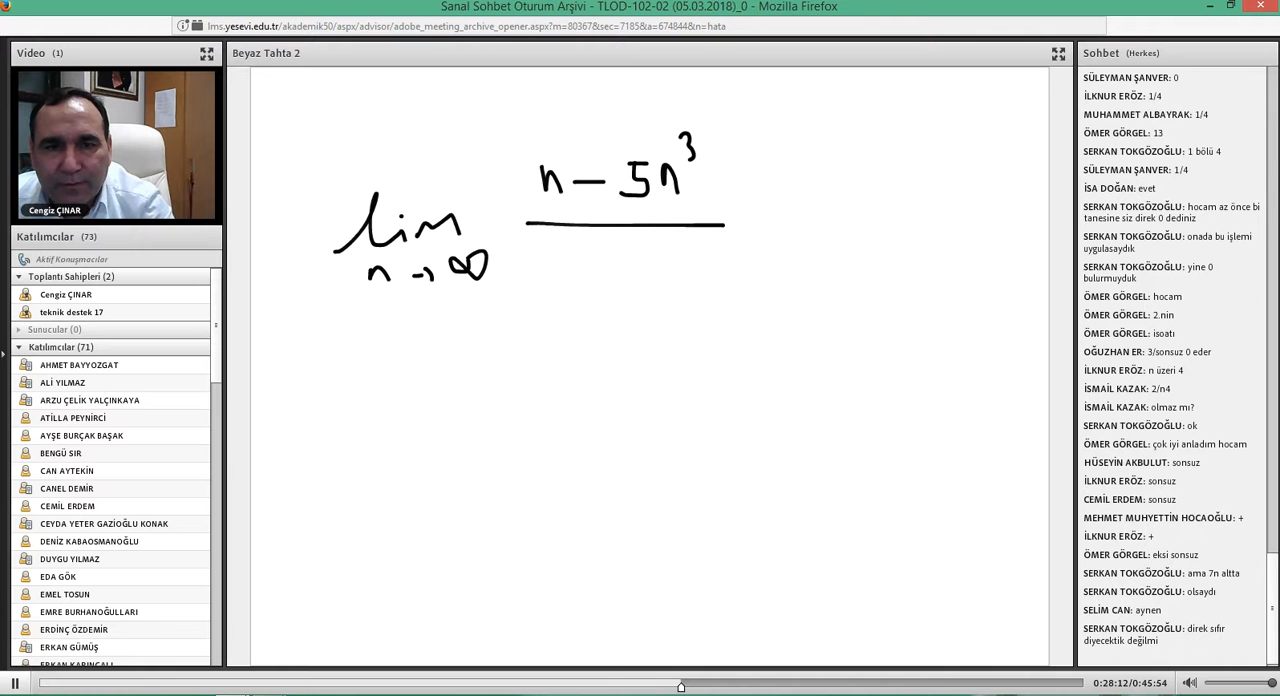 Sanal Sohbet Oturum Arşivi - TLOD-102-02 (05.03.2018)_0 - Mozilla Firefox
lms.yesevi.edu.tr/akademik50/aspx/advisor/adobe_meeting_archive_opener.aspx?m=80367&sec=7185&a=674844&n=hata
Video (1)
Cengiz ÇINAR
Katılımcılar (73)
Aktif Konuşmacılar
Toplantı Sahipleri (2)
Cengiz ÇINAR
teknik destek 17
Sunucular (0)
Katılımcılar (71)
AHMET BAYYOZGAT
ALİ YILMAZ
ARZU ÇELİK YALÇINKAYA
ATİLLA PEYNİRCİ
AYŞE BURÇAK BAŞAK
BENGÜ SIR
CAN AYTEKİN
CANEL DEMİR
CEMİL ERDEM
CEYDA YETER GAZİOĞLU KONAK
DENİZ KABAOSMANOĞLU
DUYGU YILMAZ
EDA GÖK
EMEL TOSUN
EMRE BURHANOĞULLARI
ERDİNÇ ÖZDEMİR
ERKAN GÜMÜŞ
ERKAN KARINCALI
Beyaz Tahta 2
n - 5n³
lim
n → ∞
Sohbet (Herkes)
SÜLEYMAN ŞANVER: 0
İLKNUR ERÖZ: 1/4
MUHAMMET ALBAYRAK: 1/4
ÖMER GÖRGEL: 13
SERKAN TOKGÖZOĞLU: 1 bölü 4
SÜLEYMAN ŞANVER: 1/4
İSA DOĞAN: evet
SERKAN TOKGÖZOĞLU: hocam az önce bi
tanesine siz direk 0 dediniz
SERKAN TOKGÖZOĞLU: onada bu işlemi
uygulasaydık
SERKAN TOKGÖZOĞLU: yine 0
bulurmuyduk
ÖMER GÖRGEL: hocam
ÖMER GÖRGEL: 2.nin
ÖMER GÖRGEL: isoatı
OĞUZHAN ER: 3/sonsuz 0 eder
İLKNUR ERÖZ: n üzeri 4
İSMAİL KAZAK: 2/n4
İSMAİL KAZAK: olmaz mı?
SERKAN TOKGÖZOĞLU: ok
ÖMER GÖRGEL: çok iyi anladım hocam
HÜSEYİN AKBULUT: sonsuz
İLKNUR ERÖZ: sonsuz
CEMİL ERDEM: sonsuz
MEHMET MUHYETTİN HOCAOĞLU: +
İLKNUR ERÖZ: +
ÖMER GÖRGEL: eksi sonsuz
SERKAN TOKGÖZOĞLU: ama 7n altta
SERKAN TOKGÖZOĞLU: olsaydı
SELİM CAN: aynen
SERKAN TOKGÖZOĞLU: direk sıfır
diyecektik değilmi
0:28:12/0:45:54